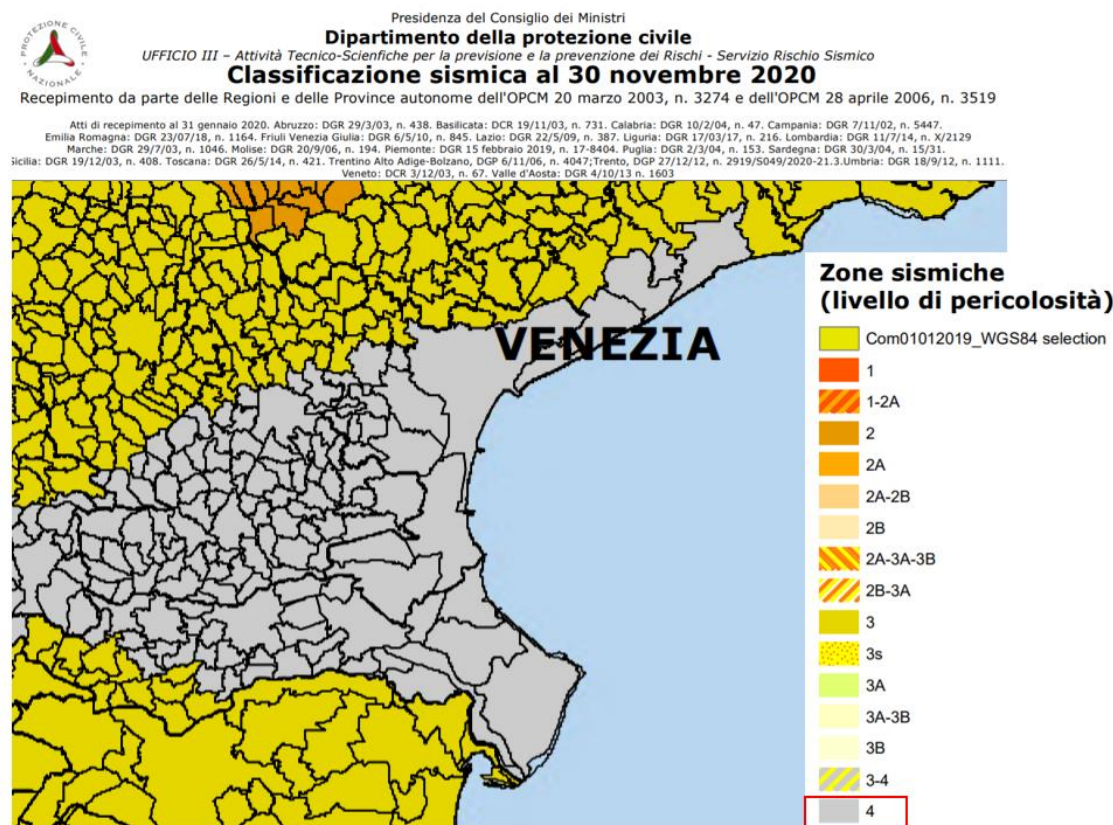 PROTEZIONE CIVILE
NAZIONALE
Presidenza del Consiglio dei Ministri
Dipartimento della protezione civile
UFFICIO III – Attività Tecnico-Scienfiche per la previsione e la prevenzione dei Rischi - Servizio Rischio Sismico
Classificazione sismica al 30 novembre 2020
Recepimento da parte delle Regioni e delle Province autonome dell'OPCM 20 marzo 2003, n. 3274 e dell'OPCM 28 aprile 2006, n. 3519
Atti di recepimento al 31 gennaio 2020. Abruzzo: DGR 29/3/03, n. 438. Basilicata: DCR 19/11/03, n. 731. Calabria: DGR 10/2/04, n. 47. Campania: DGR 7/11/02, n. 5447.
Emilia Romagna: DGR 23/07/18, n. 1164. Friuli Venezia Giulia: DGR 6/5/10, n. 845. Lazio: DGR 22/5/09, n. 387. Liguria: DGR 17/03/17, n. 216. Lombardia: DGR 11/7/14, n. X/2129
Marche: DGR 29/7/03, n. 1046. Molise: DGR 20/9/06, n. 194. Piemonte: DGR 15 febbraio 2019, n. 17-8404. Puglia: DGR 2/3/04, n. 153. Sardegna: DGR 30/3/04, n. 15/31.
Sicilia: DGR 19/12/03, n. 408. Toscana: DGR 26/5/14, n. 421. Trentino Alto Adige-Bolzano, DGP 6/11/06, n. 4047;Trento, DGP 27/12/12, n. 2919/S049/2020-21.3.Umbria: DGR 18/9/12, n. 1111.
Veneto: DCR 3/12/03, n. 67. Valle d'Aosta: DGR 4/10/13 n. 1603
VENEZIA
Zone sismiche
(livello di pericolosità)
Com01012019_WGS84 selection
1
1-2A
2
2A
2A-2B
2B
2A-3A-3B
2B-3A
3
3s
3A
3A-3B
3B
3-4
4